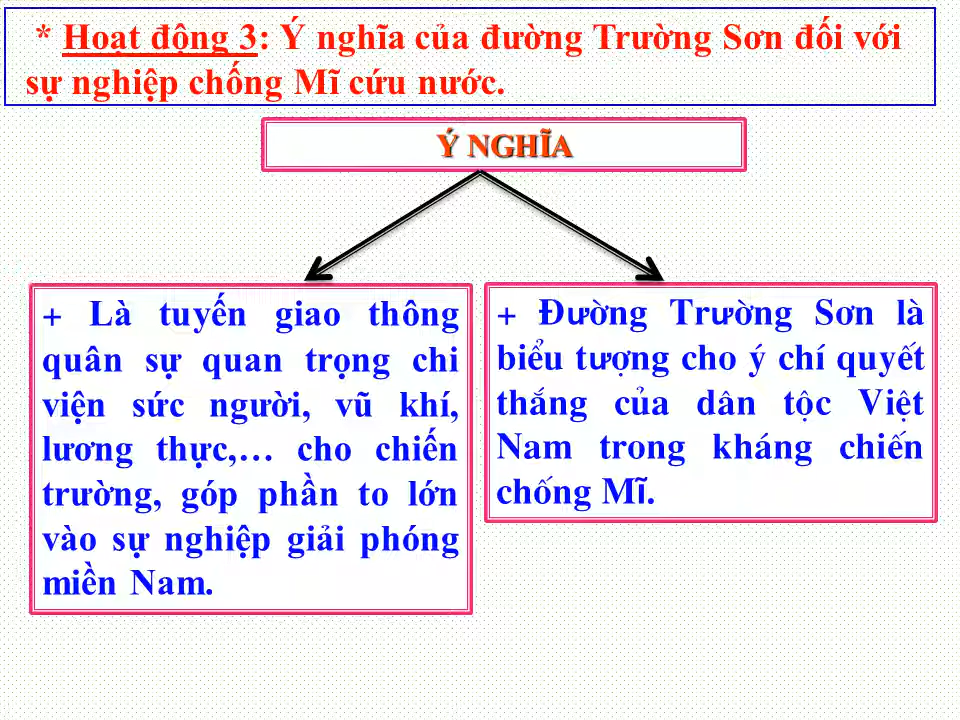 * Hoạt động 3: Ý nghĩa của đường Trường Sơn đối với
sự nghiệp chống Mĩ cứu nước.
Ý NGHĨA
+ Là tuyến giao thông
quân sự quan trọng chi
viện sức người, vũ khí,
lương thực,… cho chiến
trường, góp phần to lớn
vào sự nghiệp giải phóng
miền Nam.
+ Đường Trường Sơn là
biểu tượng cho ý chí quyết
thắng của dân tộc Việt
Nam trong kháng chiến
chống Mĩ.